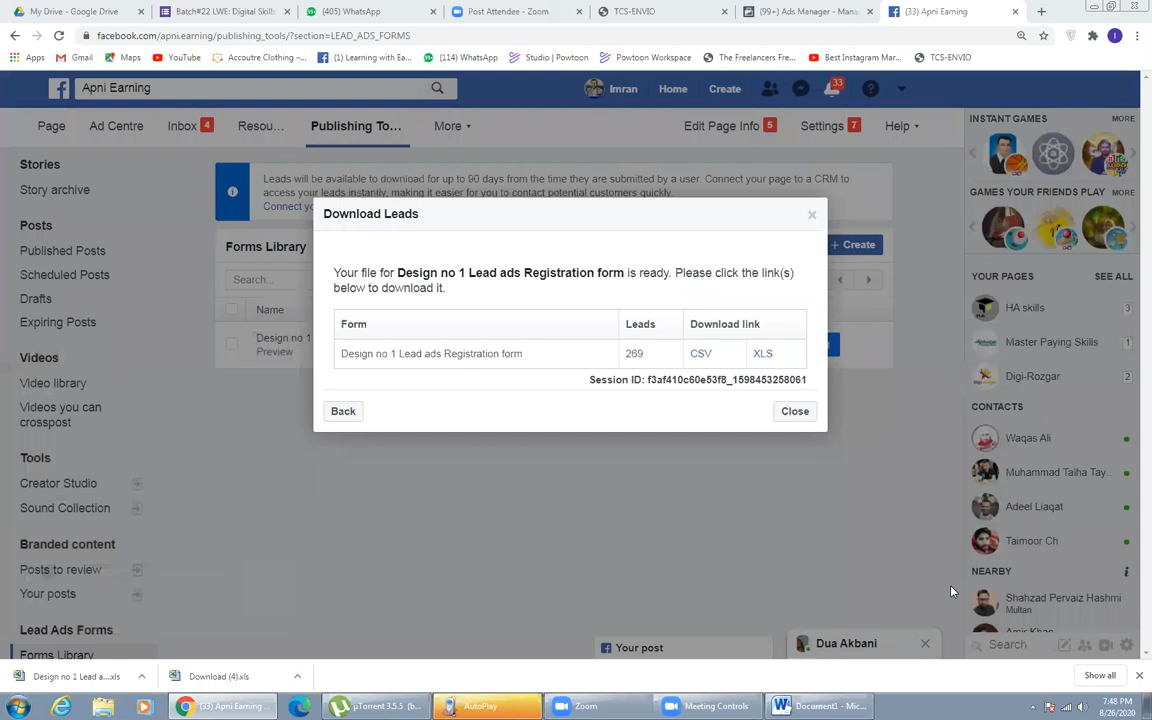 My Drive - Google Drive
Batch#22 LWE: Digital Skills
(405) WhatsApp
Post Attendee - Zoom
TCS-ENVIO
(99+) Ads Manager - Mana
(33) Apni Earning
facebook.com/apni.earning/publishing_tools/?section=LEAD_ADS_FORMS
Apps
Gmail
Maps
YouTube
Accoutre Clothing –...
(1) Learning with Ea...
(114) WhatsApp
Studio | Powtoon
Powtoon Workspace
The Freelancers Free...
Best Instagram Mar...
TCS-ENVIO
Apni Earning
Imran
Home
Create
33
Page
Ad Centre
Inbox 4
Resou...
Publishing To...
More
Edit Page Info 5
Settings 7
Help
Stories
Story archive
Posts
Published Posts
Scheduled Posts
Drafts
Expiring Posts
Videos
Video library
Videos you can
crosspost
Tools
Creator Studio
Sound Collection
Branded content
Posts to review
Your posts
Lead Ads Forms
Forms Library
Leads will be available to download for up to 90 days from the time they are submitted by a user. Connect your page to a CRM to
access your leads instantly, making it easier for you to contact potential customers quickly.
Connect yo
Forms Library
+ Create
Search...
Name
Design no 1
Preview
Download Leads
Your file for Design no 1 Lead ads Registration form is ready. Please click the link(s)
below to download it.
Form Leads Download link
Design no 1 Lead ads Registration form 269 CSV XLS
Session ID: f3af410c60e53f8_1598453258061
Back
Close
INSTANT GAMES MORE
GAMES YOUR FRIENDS PLAY MORE
YOUR PAGES SEE ALL
HA skills 3
Master Paying Skills 1
Digi-Rozgar 2
CONTACTS
Waqas Ali
Muhammad Talha Tay...
Adeel Liaqat
Taimoor Ch
NEARBY
Shahzad Pervaiz Hashmi
Multan
Amir Khan
Search
Your post
Dua Akbani
Design no 1 Lead a....xls
Download (4).xls
Show all
(33) Apni Earning ...
µTorrent 3.5.5 (b...
AutoPlay
Zoom
Meeting Controls
Document1 - Mic...
7:48 PM
8/26/2020